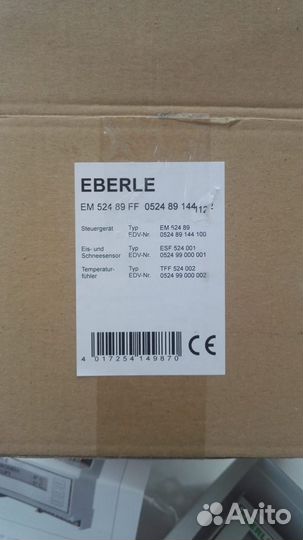 EBERLE
EM 524 89 FF 0524 89 144
Steuergerät Typ EM 524 89
EDV-Nr. 0524 89 144 100
Eis- und Typ ESF 524 001
Schneesensor EDV-Nr. 0524 99 000 001
Temperatur- Typ TFF 524 002
fühler EDV-Nr. 0524 99 000 002
4 017254 149870
CE
Avito